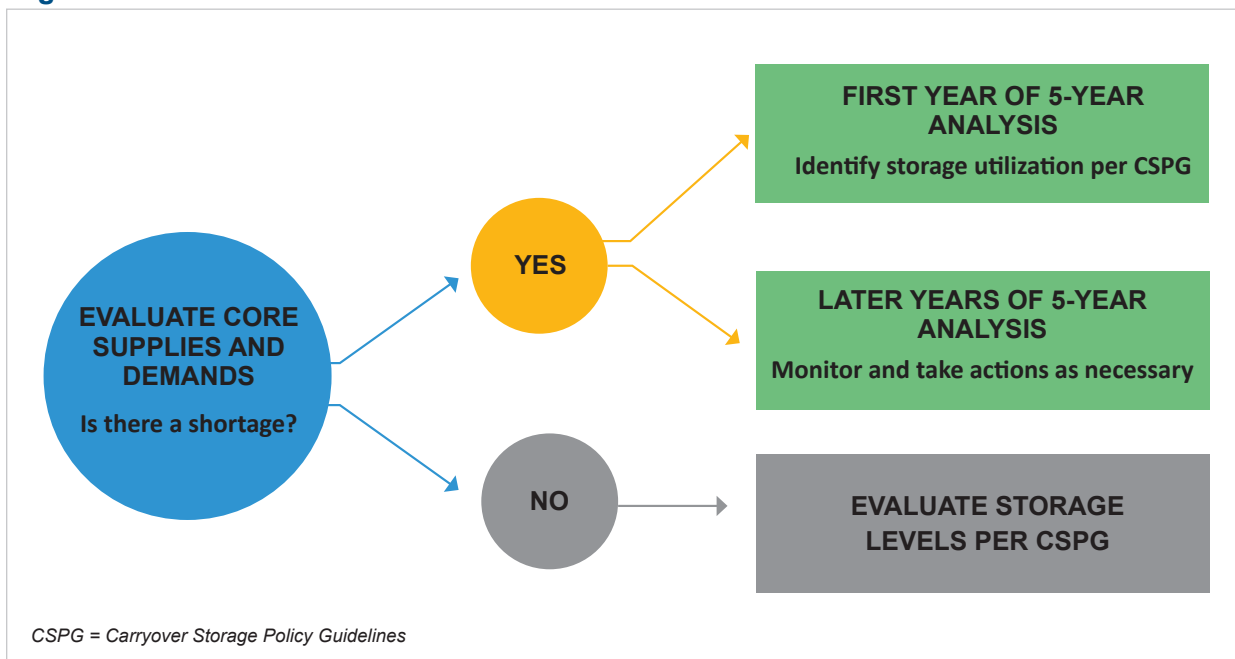 FIRST YEAR OF 5-YEAR
ANALYSIS
Identify storage utilization per CSPG
YES
EVALUATE CORE
SUPPLIES AND
DEMANDS
Is there a shortage?
LATER YEARS OF 5-YEAR
ANALYSIS
Monitor and take actions as necessary
NO
EVALUATE STORAGE
LEVELS PER CSPG
CSPG = Carryover Storage Policy Guidelines